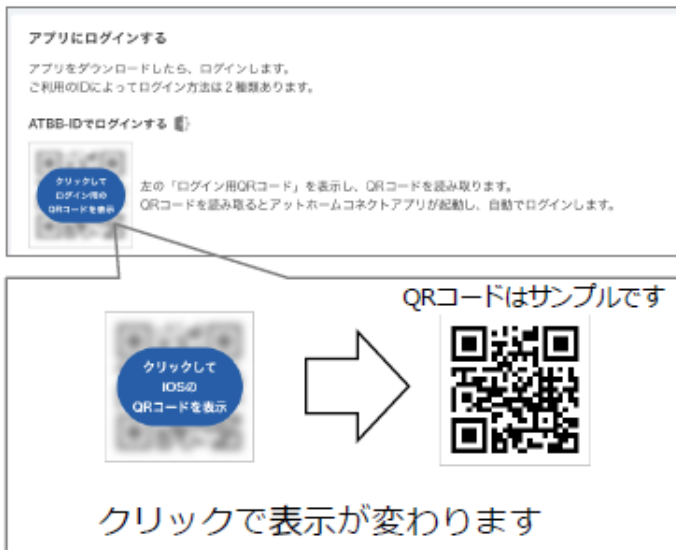 アプリにログインする
アプリをダウンロードしたら、ログインします。
ご利用のIDによってログイン方法は2種類あります。
ATBB-IDでログインする
クリックして
ログイン用の
QRコードを表示
左の「ログイン用QRコード」を表示し、QRコードを読み取ります。
QRコードを読み取るとアットホームコネクトアプリが起動し、自動でログインします。
QRコードはサンプルです
クリックして
iOSの
QRコードを表示
クリックで表示が変わります